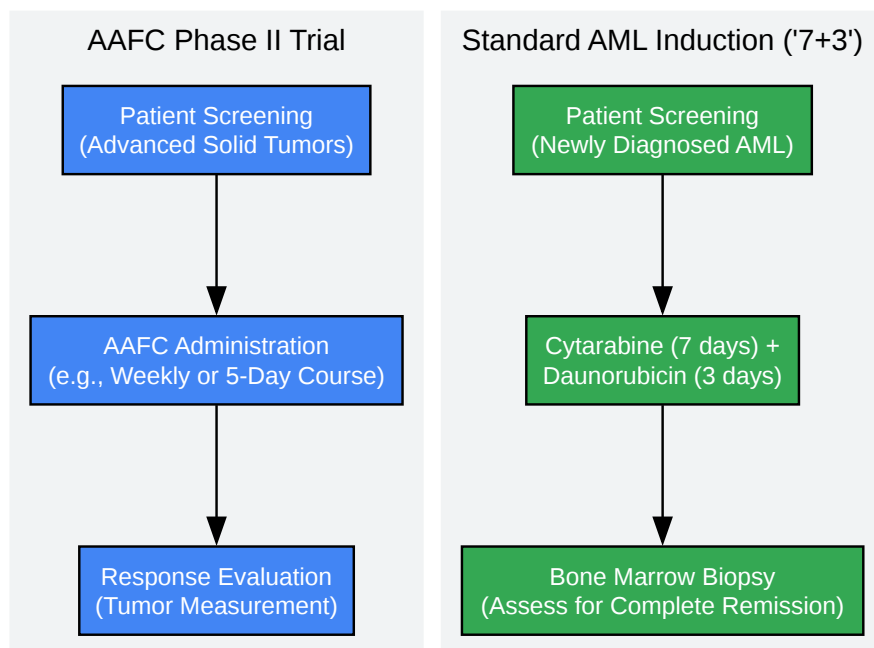 AAFC Phase II Trial
Patient Screening
(Advanced Solid Tumors)
AAFC Administration
(e.g., Weekly or 5-Day Course)
Response Evaluation
(Tumor Measurement)
Standard AML Induction ('7+3')
Patient Screening
(Newly Diagnosed AML)
Cytarabine (7 days) +
Daunorubicin (3 days)
Bone Marrow Biopsy
(Assess for Complete Remission)